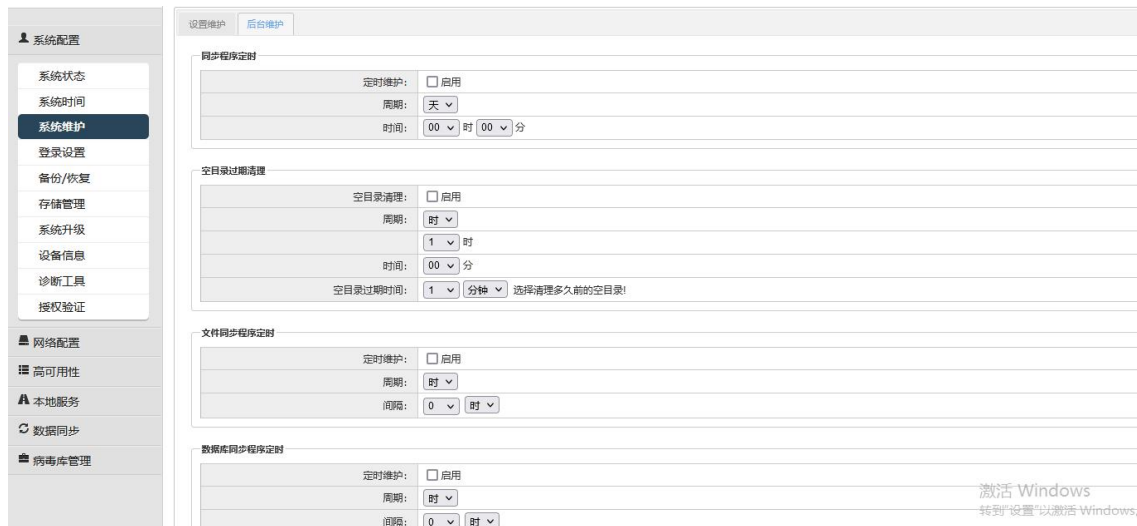 设置维护 后台维护
系统配置
系统状态
系统时间
系统维护
登录设置
备份/恢复
存储管理
系统升级
设备信息
诊断工具
授权验证
网络配置
高可用性
本地服务
数据同步
病毒库管理
同步程序定时
定时维护: 启用
周期: 天
时间: 00 时 00 分
空目录过期清理
空目录清理: 启用
周期: 时
1 时
时间: 00 分
空目录过期时间: 1 分钟 选择清理多久前的空目录!
文件同步程序定时
定时维护: 启用
周期: 时
间隔: 0 时
数据库同步程序定时
定时维护: 启用
周期: 时
间隔: 0 时
激活 Windows
转到"设置"以激活 Windows。